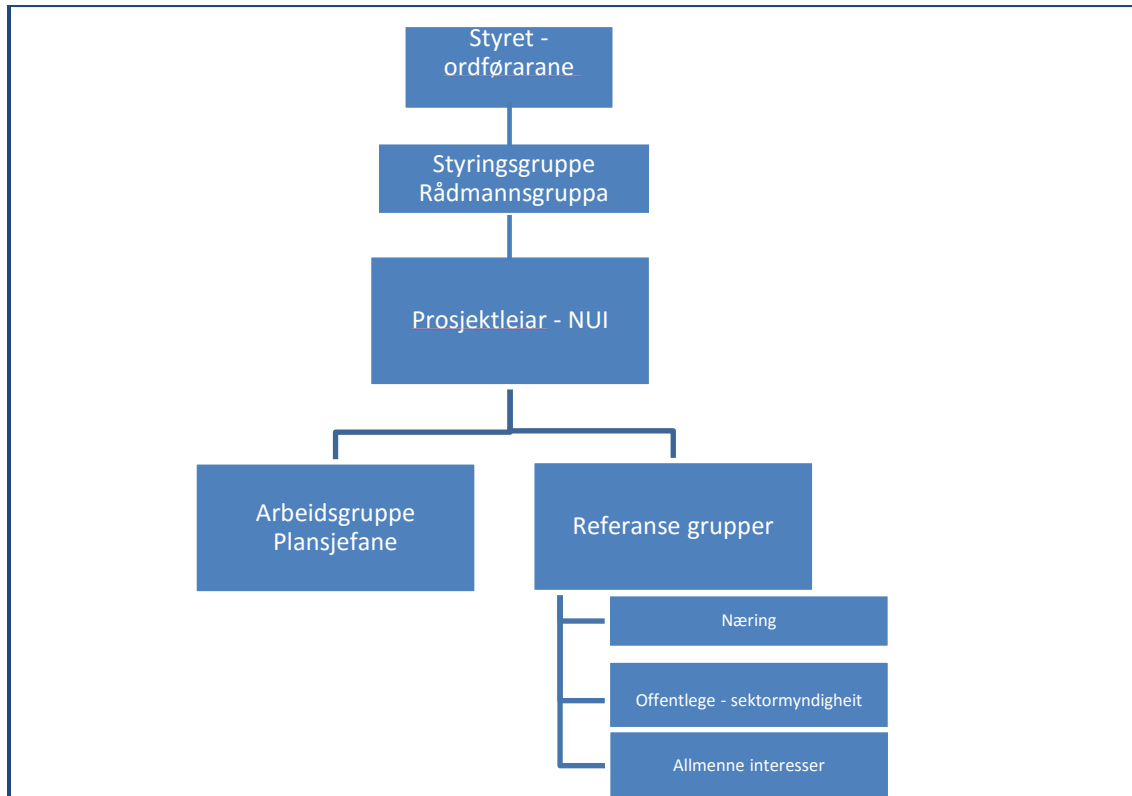 Styret -
ordførarane
Styringsgruppe
Rådmannsgruppa
Prosjektleiar - NUI
Arbeidsgruppe
Plansjefane
Referanse grupper
Næring
Offentlege - sektormyndigheit
Allmenne interesser